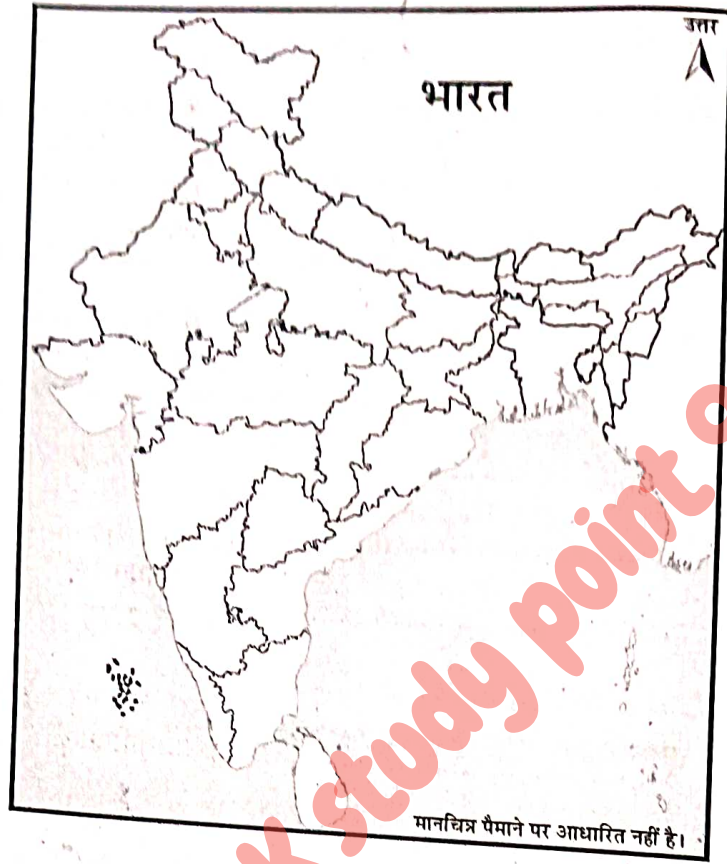 उत्तर
भारत
K study point
मानचित्र पैमाने पर आधारित नहीं है।